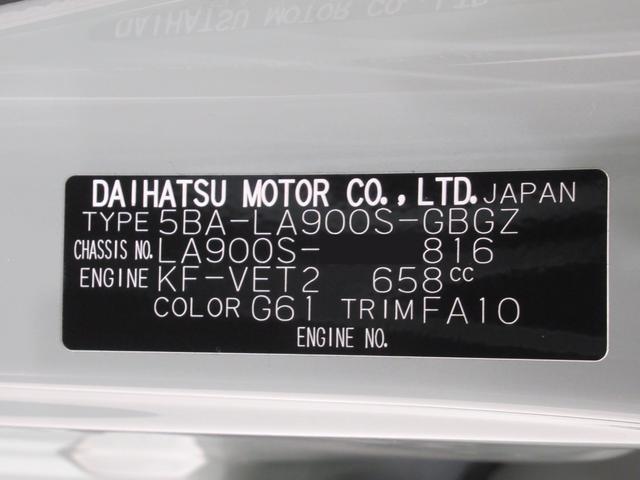 DAIHATSU MOTOR CO., LTD. JAPAN
TYPE 5BA-LA900S-GBGZ
CHASSIS NO. LA900S- 816
ENGINE KF-VET2 658cc
COLOR G61 TRIM FA10
ENGINE NO.